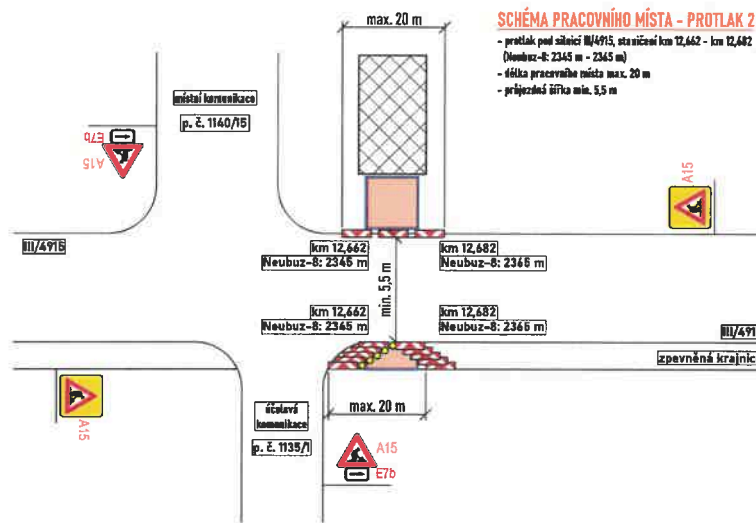 max. 20 m
SCHÉMA PRACOVNÍHO MÍSTA - PROTLAK 2
- protlak pod silnicí III/4915, staničení km 12,662 - km 12,682
(Neubuz-8: 2345 m - 2365 m)
- délka pracovního místa max. 20 m
- průjezdná šířka min. 5,5 m
místní komunikace
p. č. 1140/15
E7b
A15
A15
III/4915
km 12,662
Neubuz-8: 2345 m
km 12,682
Neubuz-8: 2365 m
min. 5,5 m
km 12,662
Neubuz-8: 2345 m
km 12,682
Neubuz-8: 2365 m
III/491
zpevněná krajnic
A15
účelová
komunikace
p. č. 1135/1
max. 20 m
A15
E7b